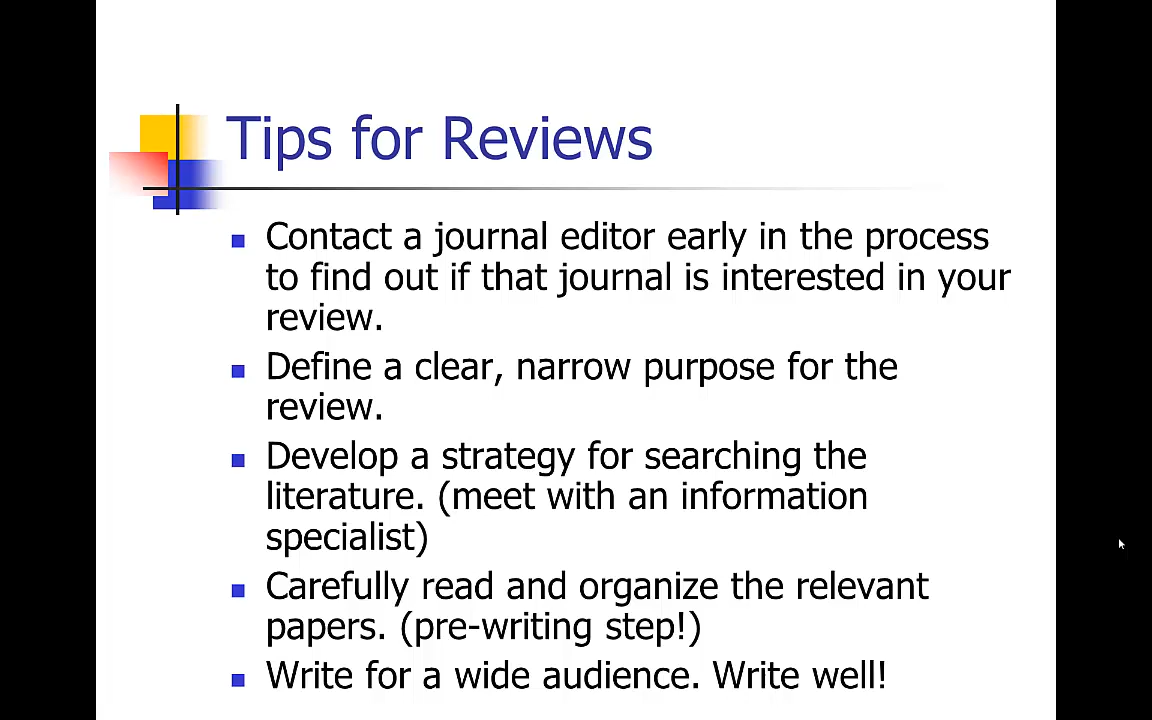 Tips for Reviews
Contact a journal editor early in the process
to find out if that journal is interested in your
review.
Define a clear, narrow purpose for the
review.
Develop a strategy for searching the
literature. (meet with an information
specialist)
Carefully read and organize the relevant
papers. (pre-writing step!)
Write for a wide audience. Write well!